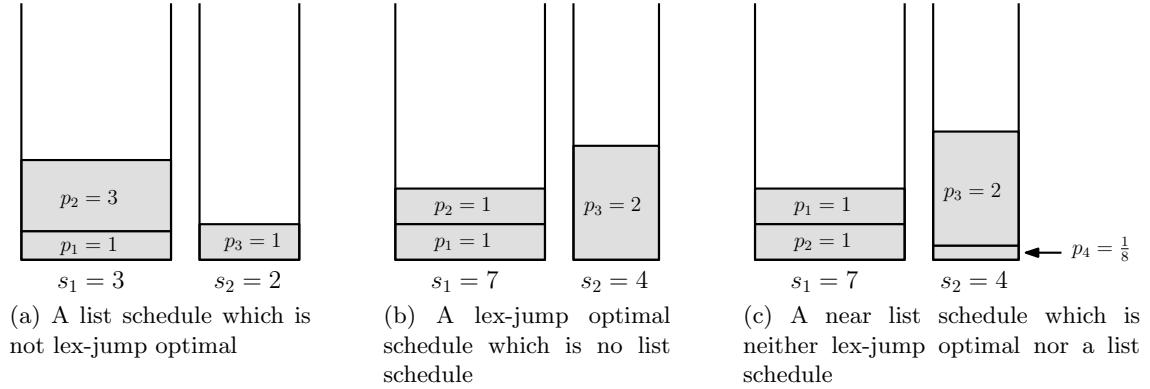 p₂ = 3
p₁ = 1
p₃ = 1
s₁ = 3
s₂ = 2
(a) A list schedule which is
not lex-jump optimal
p₂ = 1
p₁ = 1
p₃ = 2
s₁ = 7
s₂ = 4
(b) A lex-jump optimal
schedule which is no list
schedule
p₁ = 1
p₂ = 1
p₃ = 2
p₄ = 1/8
s₁ = 7
s₂ = 4
(c) A near list schedule which is
neither lex-jump optimal nor a list
schedule